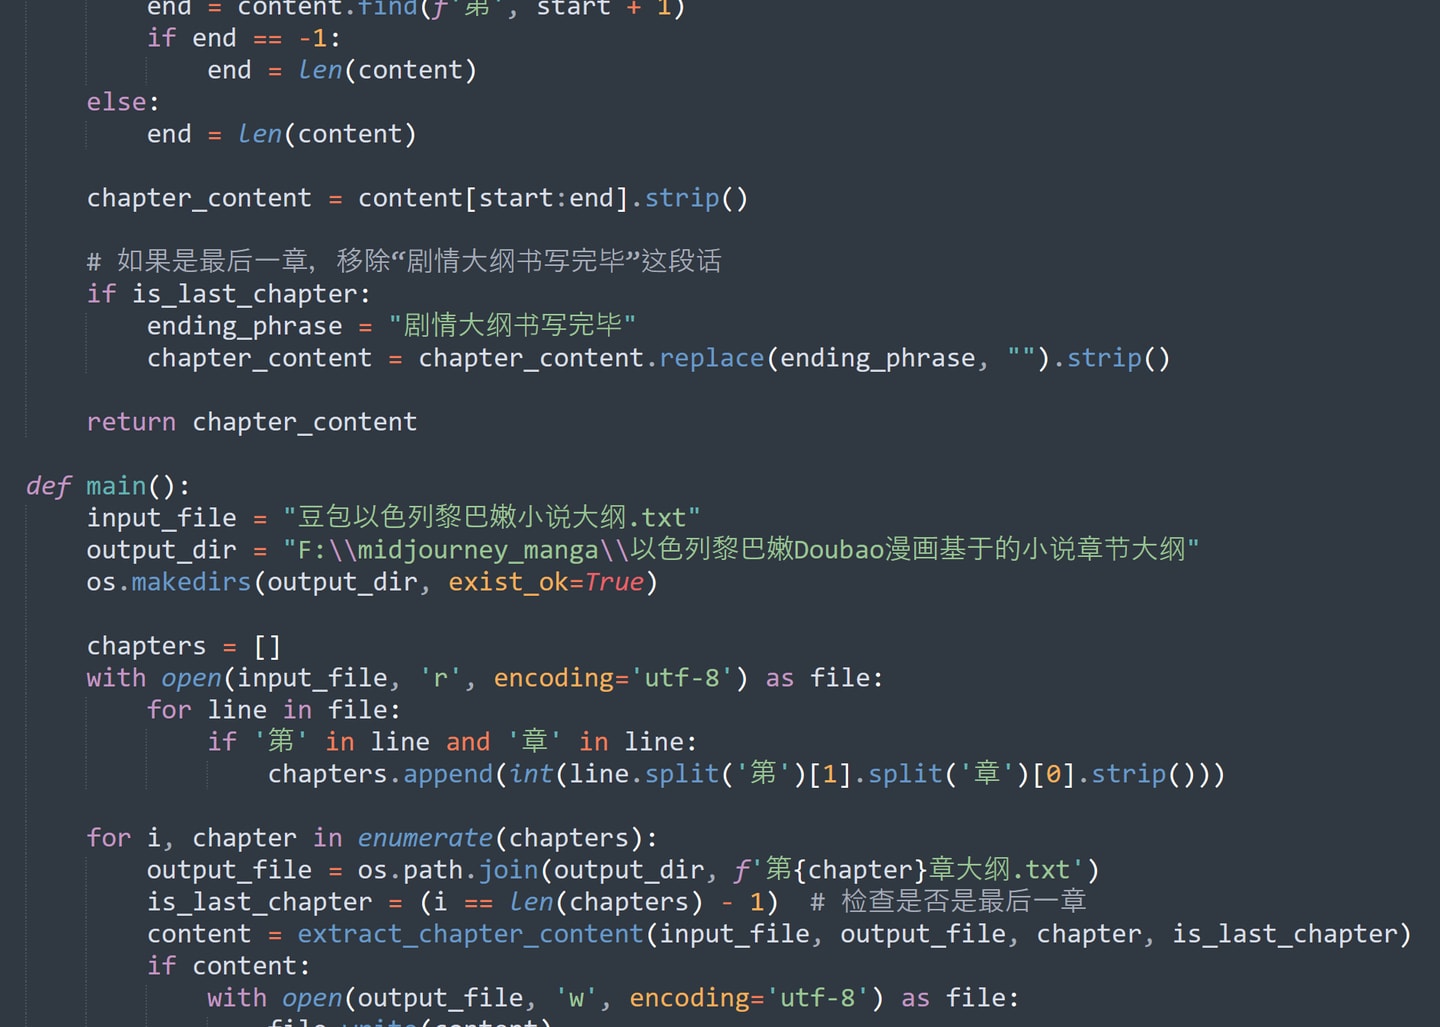 end = content.find(f'第', start + 1)
if end == -1:
end = len(content)
else:
end = len(content)
chapter_content = content[start:end].strip()
# 如果是最后一章，移除“剧情大纲书写完毕”这段话
if is_last_chapter:
ending_phrase = "剧情大纲书写完毕"
chapter_content = chapter_content.replace(ending_phrase, "").strip()
return chapter_content
def main():
input_file = "豆包以色列黎巴嫩小说大纲.txt"
output_dir = "F:\\midjourney_manga\\以色列黎巴嫩Doubao漫画基于的小说章节大纲"
os.makedirs(output_dir, exist_ok=True)
chapters = []
with open(input_file, 'r', encoding='utf-8') as file:
for line in file:
if '第' in line and '章' in line:
chapters.append(int(line.split('第')[1].split('章')[0].strip()))
for i, chapter in enumerate(chapters):
output_file = os.path.join(output_dir, f'第{chapter}章大纲.txt')
is_last_chapter = (i == len(chapters) - 1)  # 检查是否是最后一章
content = extract_chapter_content(input_file, output_file, chapter, is_last_chapter)
if content:
with open(output_file, 'w', encoding='utf-8') as file:
file.write(content)